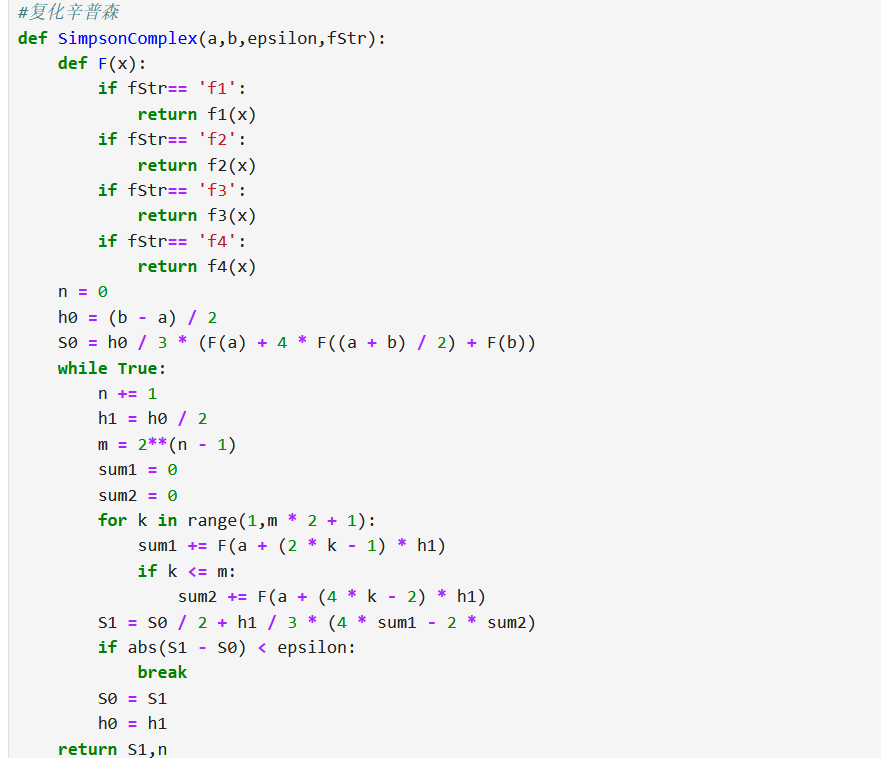 #复化辛普森
def SimpsonComplex(a,b,epsilon,fStr):
    def F(x):
        if fStr== 'f1':
            return f1(x)
        if fStr== 'f2':
            return f2(x)
        if fStr== 'f3':
            return f3(x)
        if fStr== 'f4':
            return f4(x)
    n = 0
    h0 = (b - a) / 2
    S0 = h0 / 3 * (F(a) + 4 * F((a + b) / 2) + F(b))
    while True:
        n += 1
        h1 = h0 / 2
        m = 2**(n - 1)
        sum1 = 0
        sum2 = 0
        for k in range(1,m * 2 + 1):
            sum1 += F(a + (2 * k - 1) * h1)
            if k <= m:
                sum2 += F(a + (4 * k - 2) * h1)
        S1 = S0 / 2 + h1 / 3 * (4 * sum1 - 2 * sum2)
        if abs(S1 - S0) < epsilon:
            break
        S0 = S1
        h0 = h1
    return S1,n